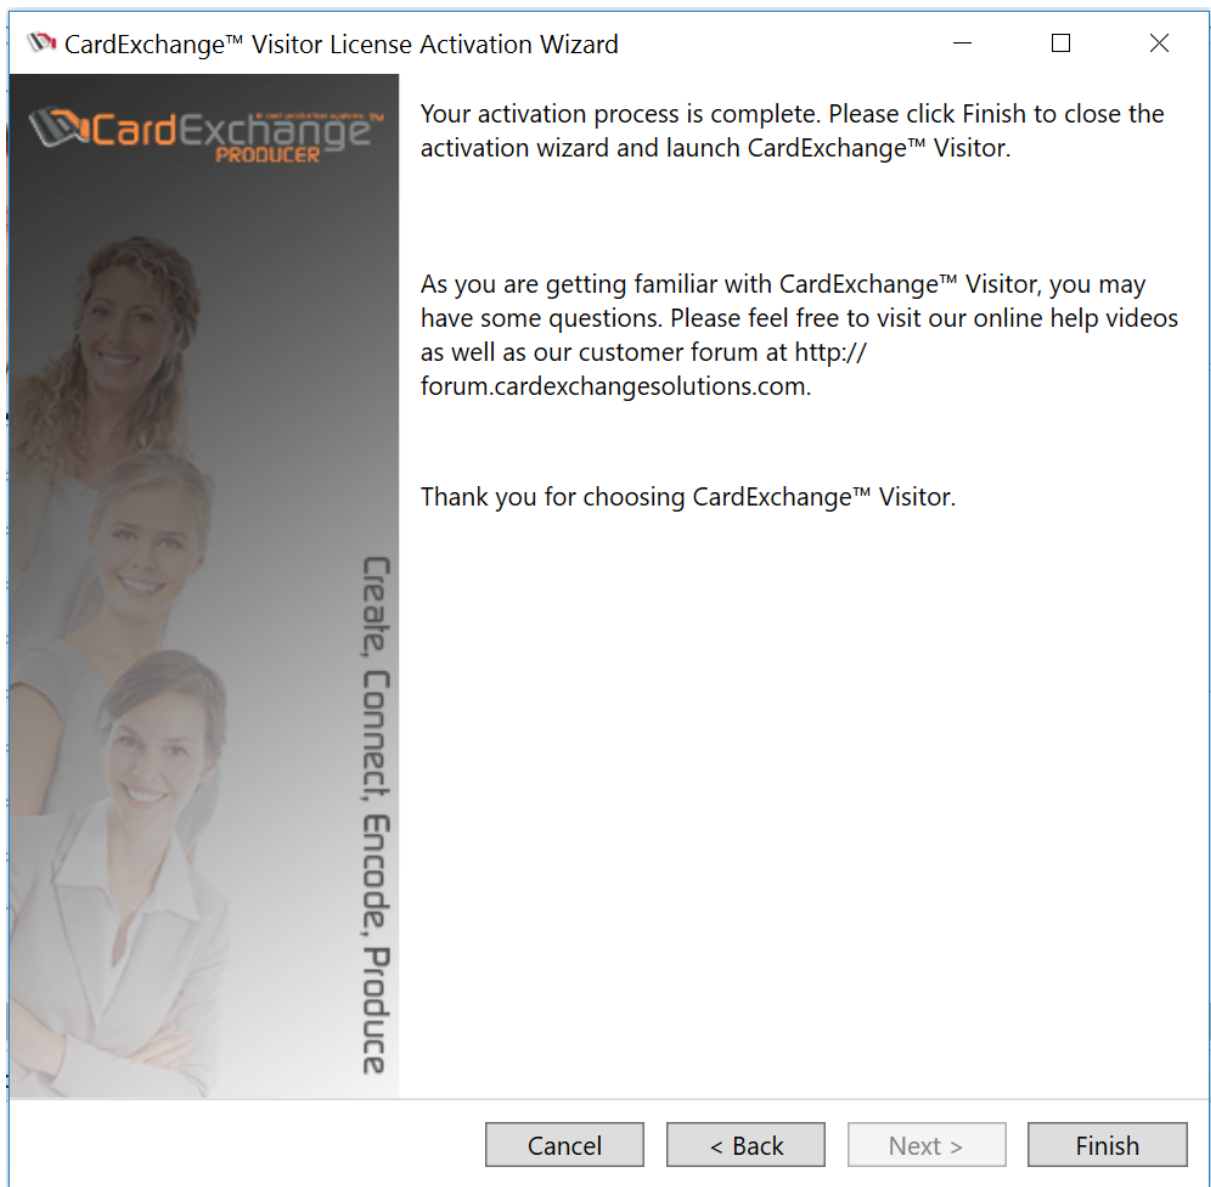 CardExchange™ Visitor License Activation Wizard
CardExchange™
PRODUCER
Create, Connect, Encode, Produce
Your activation process is complete. Please click Finish to close the
activation wizard and launch CardExchange™ Visitor.
As you are getting familiar with CardExchange™ Visitor, you may
have some questions. Please feel free to visit our online help videos
as well as our customer forum at http://
forum.cardexchangesolutions.com.
Thank you for choosing CardExchange™ Visitor.
Cancel
< Back
Next >
Finish